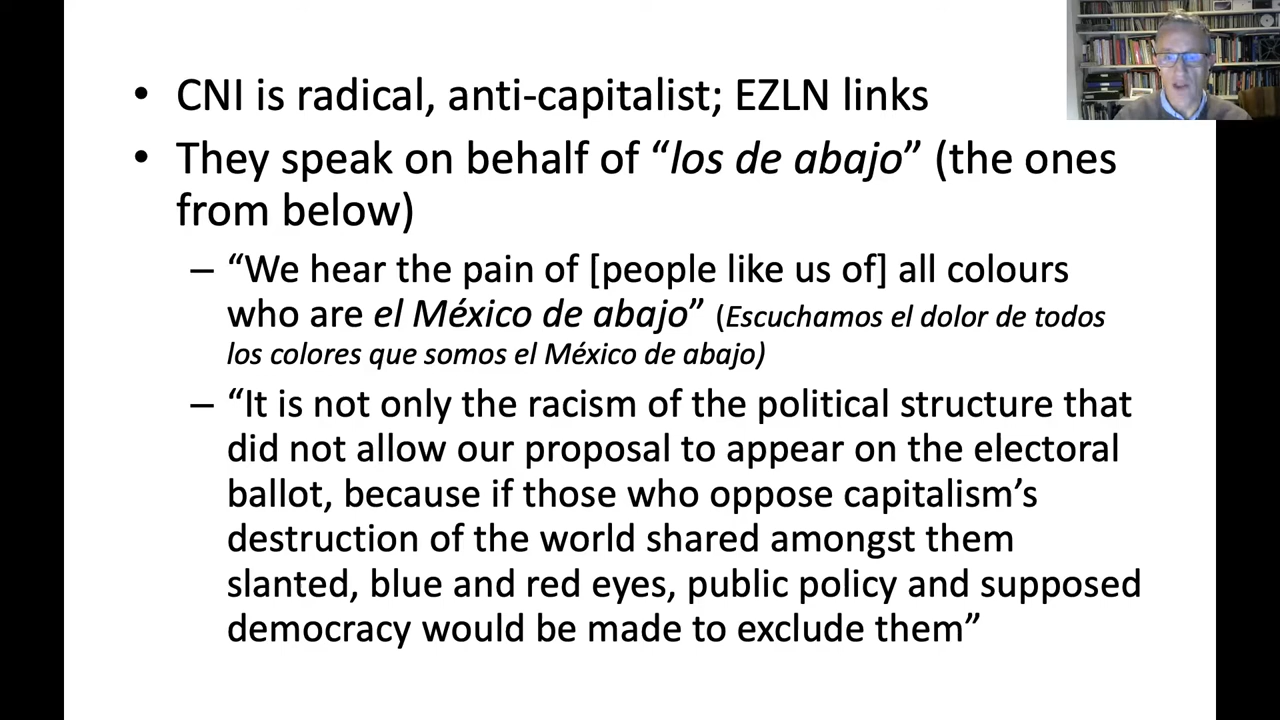 • CNI is radical, anti-capitalist; EZLN links
• They speak on behalf of “los de abajo” (the ones
from below)
– “We hear the pain of [people like us of] all colours
who are el México de abajo” (Escuchamos el dolor de todos
los colores que somos el México de abajo)
– “It is not only the racism of the political structure that
did not allow our proposal to appear on the electoral
ballot, because if those who oppose capitalism’s
destruction of the world shared amongst them
slanted, blue and red eyes, public policy and supposed
democracy would be made to exclude them”